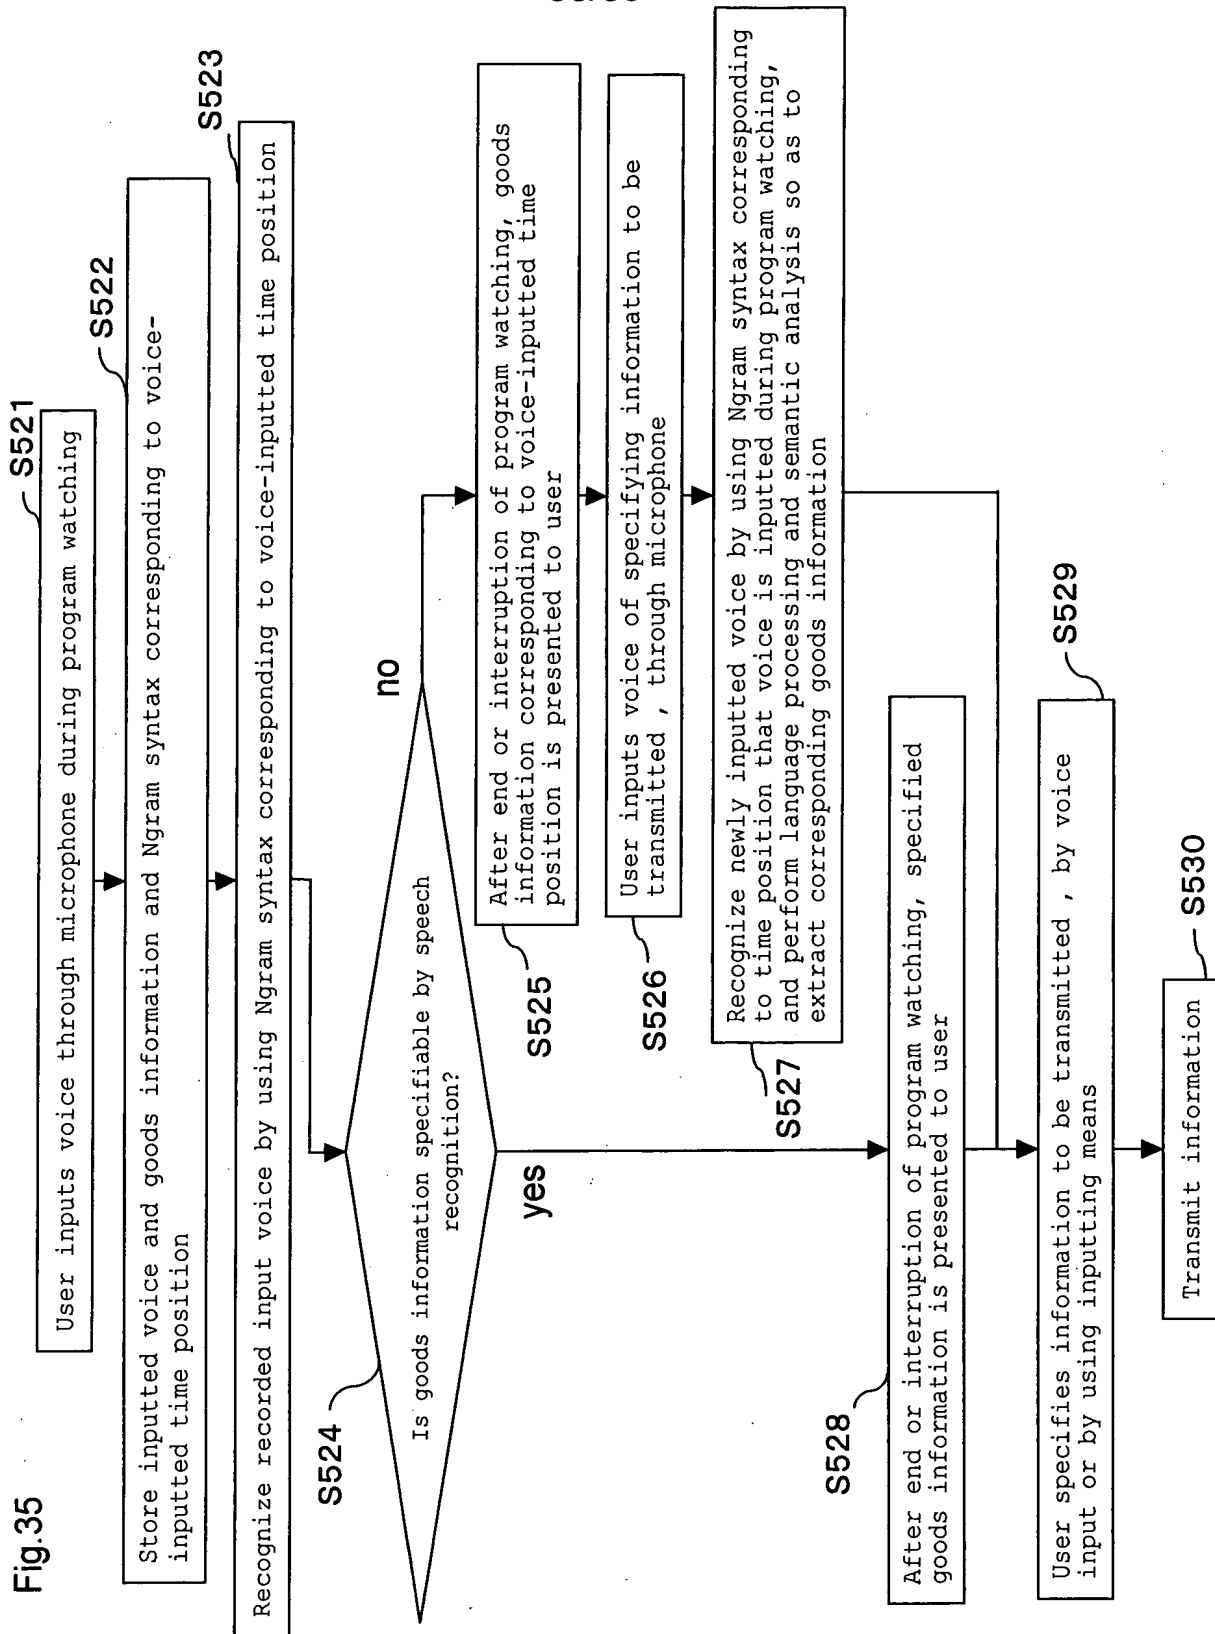 Fig.35
S521
User inputs voice through microphone during program watching
S522
Store inputted voice and goods information and Ngram syntax corresponding to voice-
inputted time position
S523
Recognize recorded input voice by using Ngram syntax corresponding to voice-inputted time position
S524
Is goods information specifiable by speech
recognition?
no
yes
S525
After end or interruption of program watching, goods
information corresponding to voice-inputted time
position is presented to user
S526
User inputs voice of specifying information to be
transmitted , through microphone
S527
Recognize newly inputted voice by using Ngram syntax corresponding
to time position that voice is inputted during program watching,
and perform language processing and semantic analysis so as to
extract corresponding goods information
S528
After end or interruption of program watching, specified
goods information is presented to user
S529
User specifies information to be transmitted , by voice
input or by using inputting means
S530
Transmit information